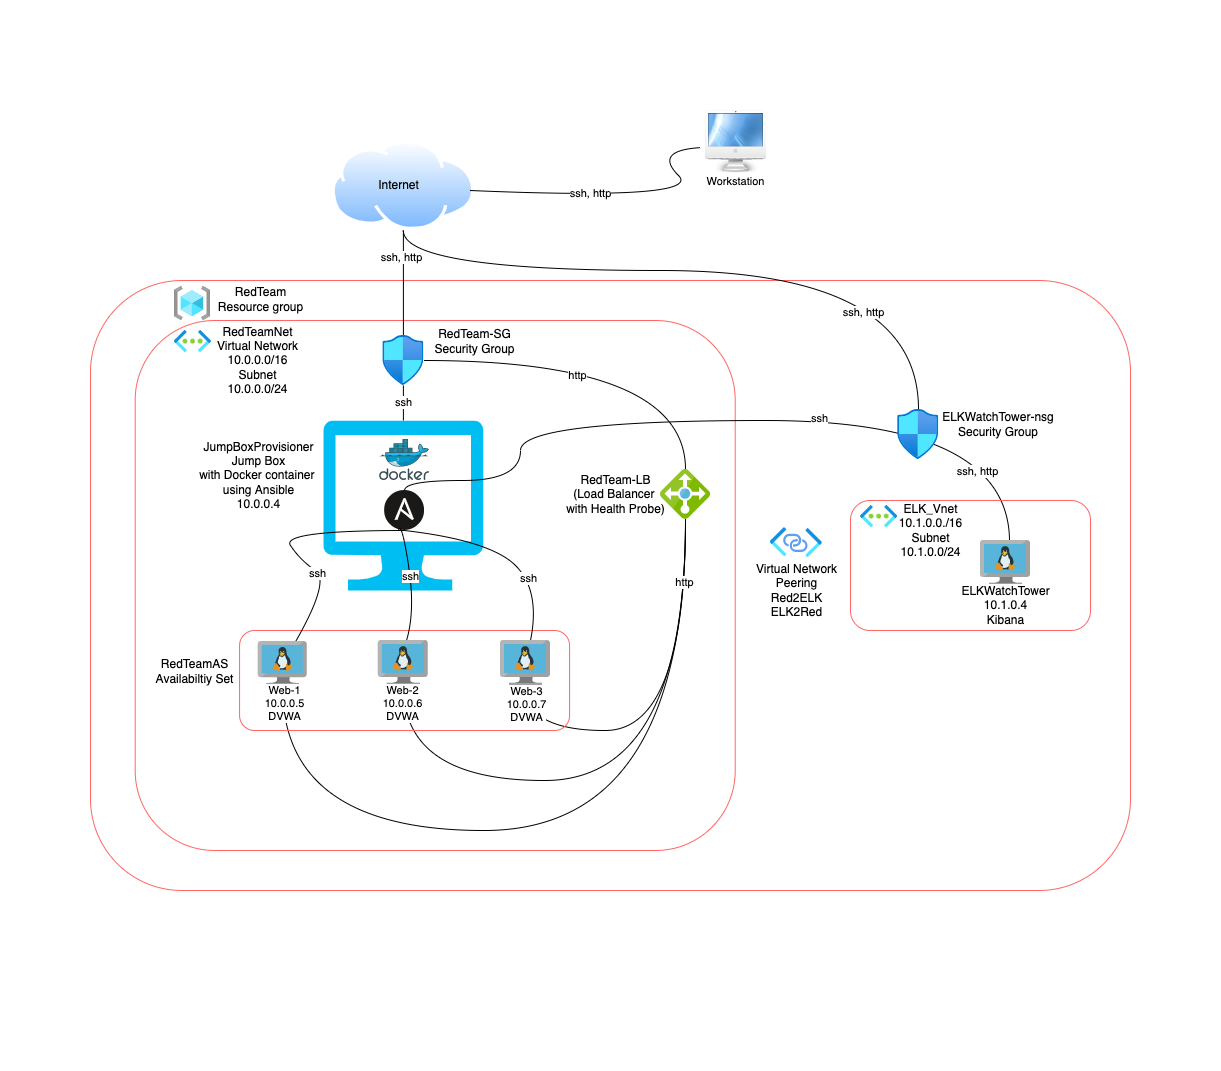 Workstation
Internet
ssh, http
ssh, http
ssh, http
RedTeam
Resource group
RedTeamNet
Virtual Network
10.0.0.0/16
Subnet
10.0.0.0/24
RedTeam-SG
Security Group
http
ssh
ssh
ELKWatchTower-nsg
Security Group
ssh, http
JumpBoxProvisioner
Jump Box
with Docker container
using Ansible
10.0.0.4
docker
RedTeam-LB
(Load Balancer
with Health Probe)
ELK_Vnet
10.1.0.0./16
Subnet
10.1.0.0/24
ELKWatchTower
10.1.0.4
Kibana
Virtual Network
Peering
Red2ELK
ELK2Red
ssh
ssh
ssh
http
RedTeamAS
Availabiltiy Set
Web-1
10.0.0.5
DVWA
Web-2
10.0.0.6
DVWA
Web-3
10.0.0.7
DVWA